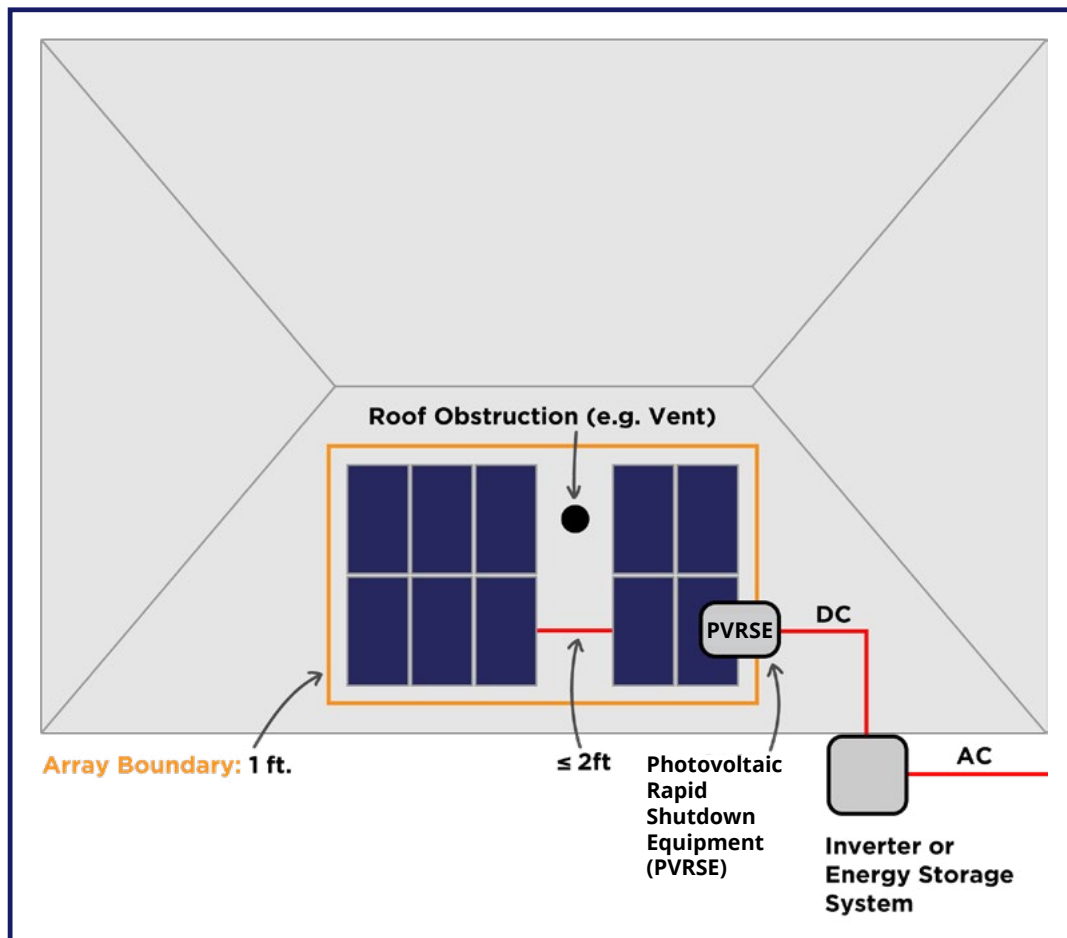 Roof Obstruction (e.g. Vent)
PVRSE
DC
Array Boundary: 1 ft.
≤ 2ft
Photovoltaic
Rapid
Shutdown
Equipment
(PVRSE)
AC
Inverter or
Energy Storage
System